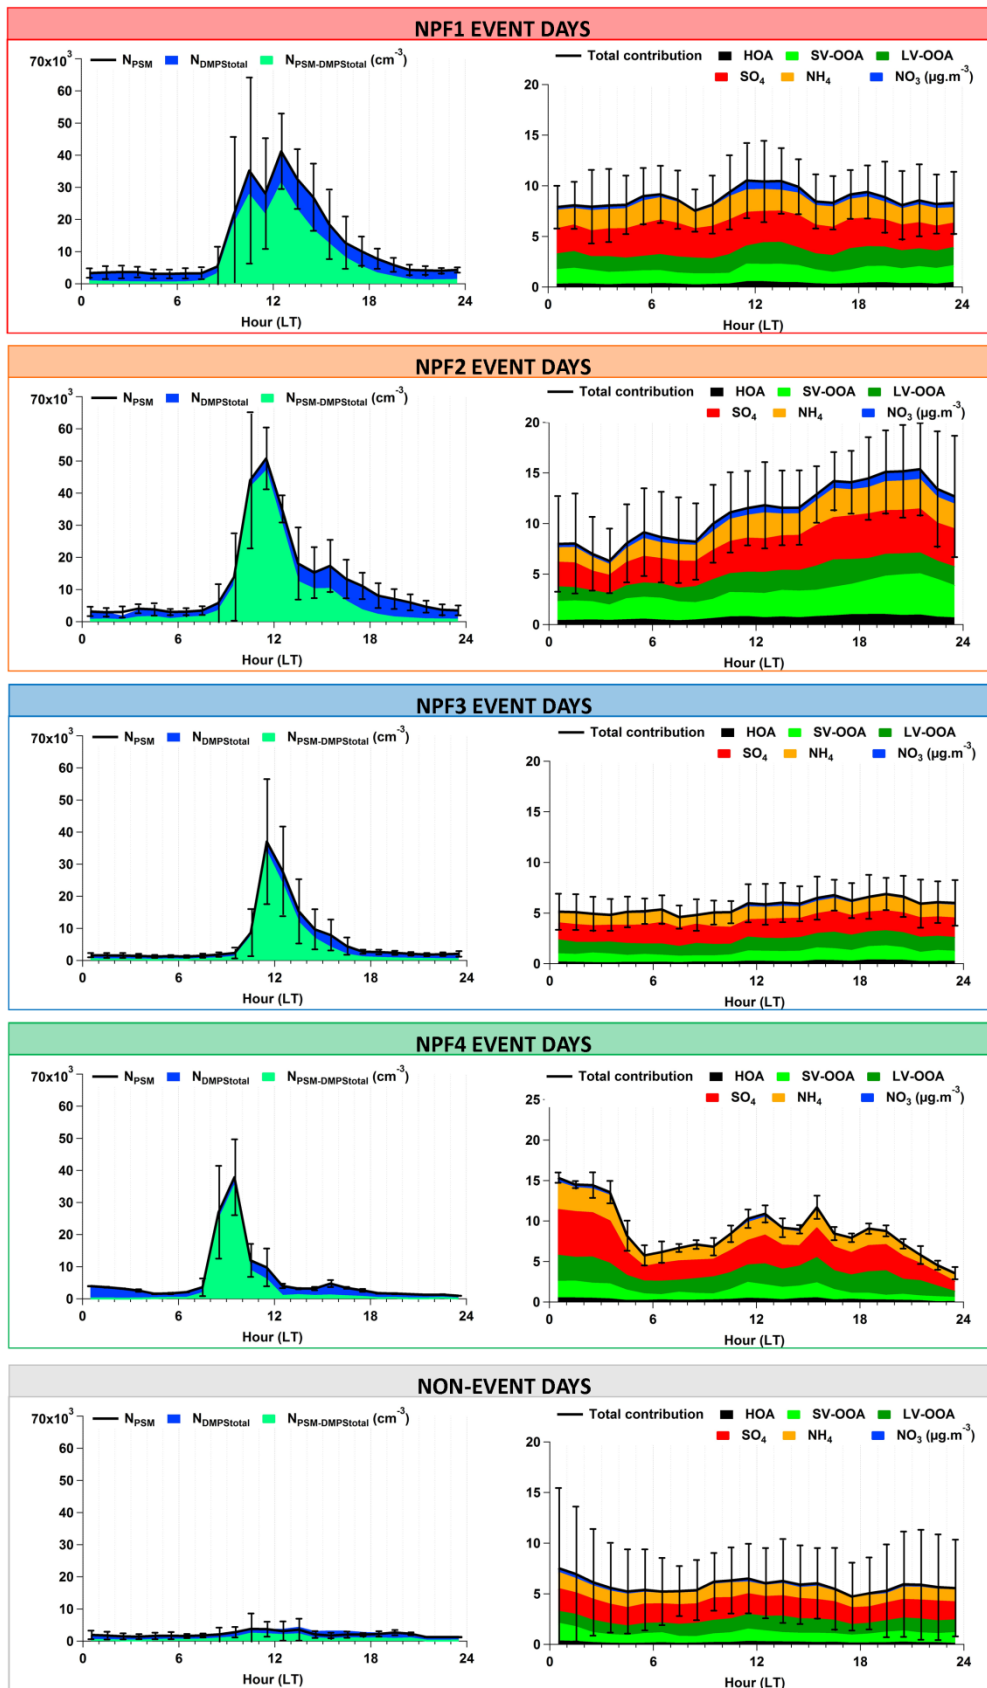 NPF1 EVENT DAYS
70x10³
N_PSM N_DMPStotal N_PSM-DMPStotal (cm⁻³)
60
50
40
30
20
10
0
0 6 12 18 24
Hour (LT)
Total contribution HOA SV-OOA LV-OOA
SO₄ NH₄ NO₃ (µg.m⁻³)
20
15
10
5
0
0 6 12 18 24
Hour (LT)
NPF2 EVENT DAYS
70x10³
N_PSM N_DMPStotal N_PSM-DMPStotal (cm⁻³)
60
50
40
30
20
10
0
0 6 12 18 24
Hour (LT)
Total contribution HOA SV-OOA LV-OOA
SO₄ NH₄ NO₃ (µg.m⁻³)
20
15
10
5
0
0 6 12 18 24
Hour (LT)
NPF3 EVENT DAYS
70x10³
N_PSM N_DMPStotal N_PSM-DMPStotal (cm⁻³)
60
50
40
30
20
10
0
0 6 12 18 24
Hour (LT)
Total contribution HOA SV-OOA LV-OOA
SO₄ NH₄ NO₃ (µg.m⁻³)
20
15
10
5
0
0 6 12 18 24
Hour (LT)
NPF4 EVENT DAYS
70x10³
N_PSM N_DMPStotal N_PSM-DMPStotal (cm⁻³)
60
50
40
30
20
10
0
0 6 12 18 24
Hour (LT)
Total contribution HOA SV-OOA LV-OOA
SO₄ NH₄ NO₃ (µg.m⁻³)
25
20
15
10
5
0
0 6 12 18 24
Hour (LT)
NON-EVENT DAYS
70x10³
N_PSM N_DMPStotal N_PSM-DMPStotal (cm⁻³)
60
50
40
30
20
10
0
0 6 12 18 24
Hour (LT)
Total contribution HOA SV-OOA LV-OOA
SO₄ NH₄ NO₃ (µg.m⁻³)
20
15
10
5
0
0 6 12 18 24
Hour (LT)